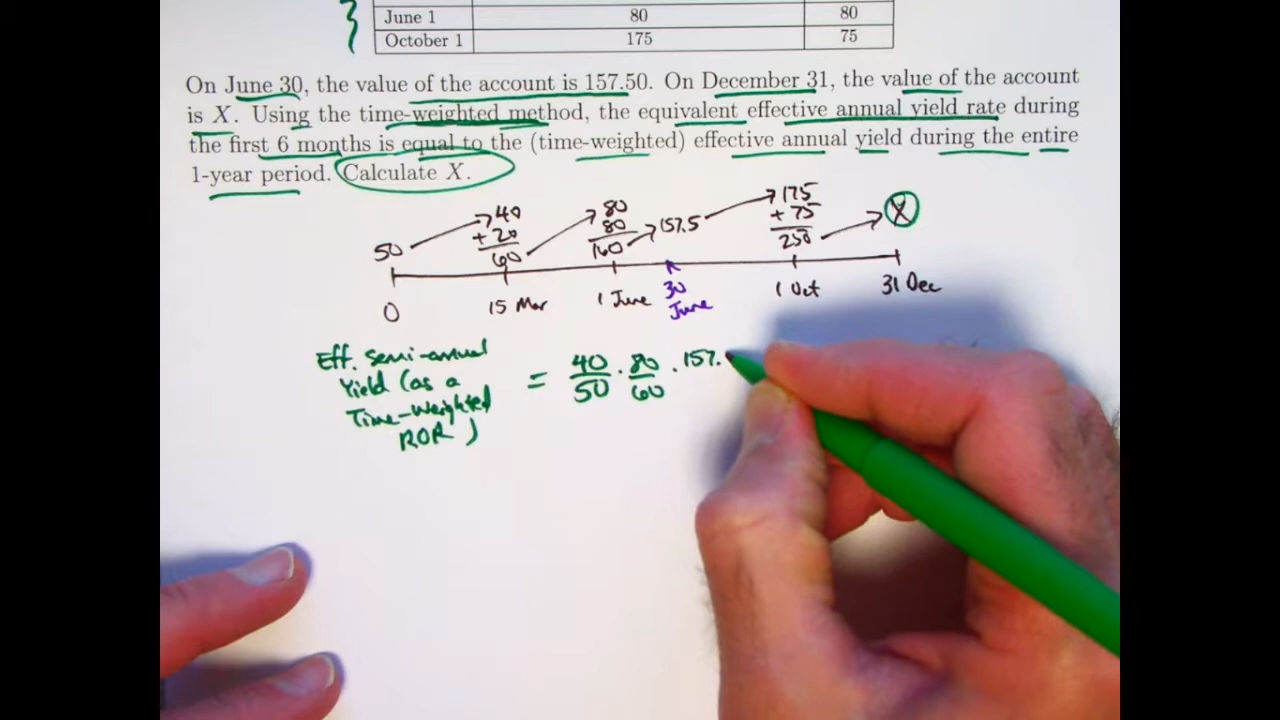 June 1 80 80
October 1 175 75
On June 30, the value of the account is 157.50. On December 31, the value of the account
is X. Using the time-weighted method, the equivalent effective annual yield rate during
the first 6 months is equal to the (time-weighted) effective annual yield during the entire
1-year period. Calculate X.
50 40 + 20 60 80 80 160 157.5 175 + 75 250 X
0 15 Mar 1 June 30 June 1 Oct 31 Dec
Eff. semi-annual
Yield (as a
Time-Weighted
ROR)
= 40/50 · 80/60 · 157.